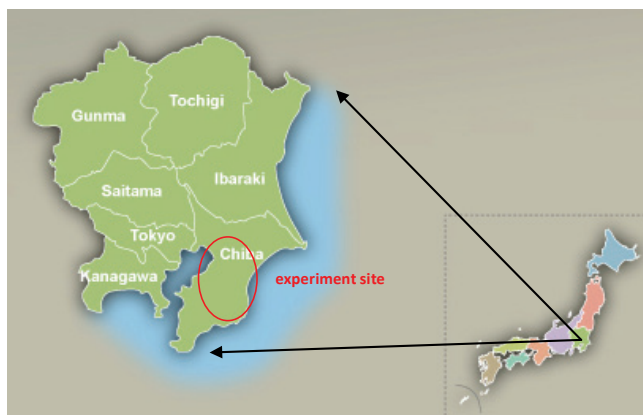 Tochigi
Gunma
Ibaraki
Saitama
Tokyo
Chiba
Kanagawa
experiment site